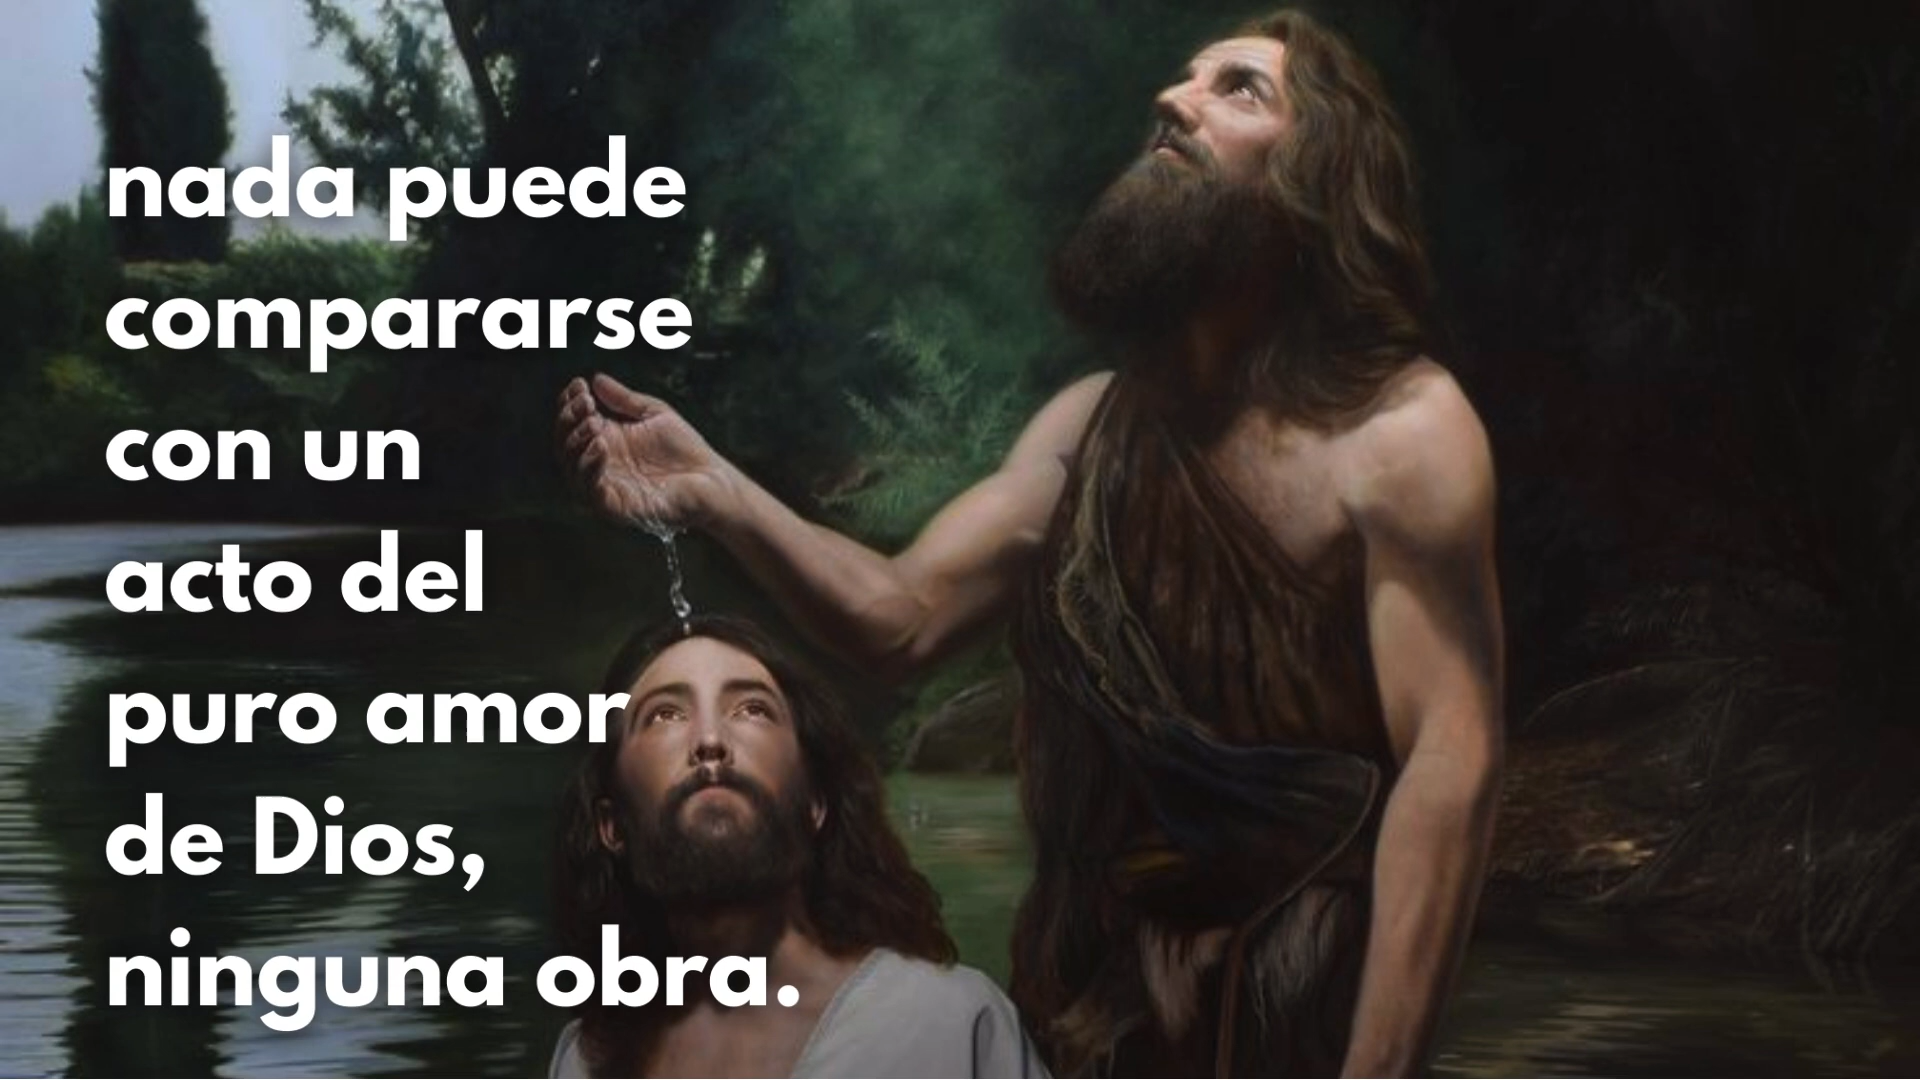 nada puede
compararse
con un
acto del
puro amor
de Dios,
ninguna obra.